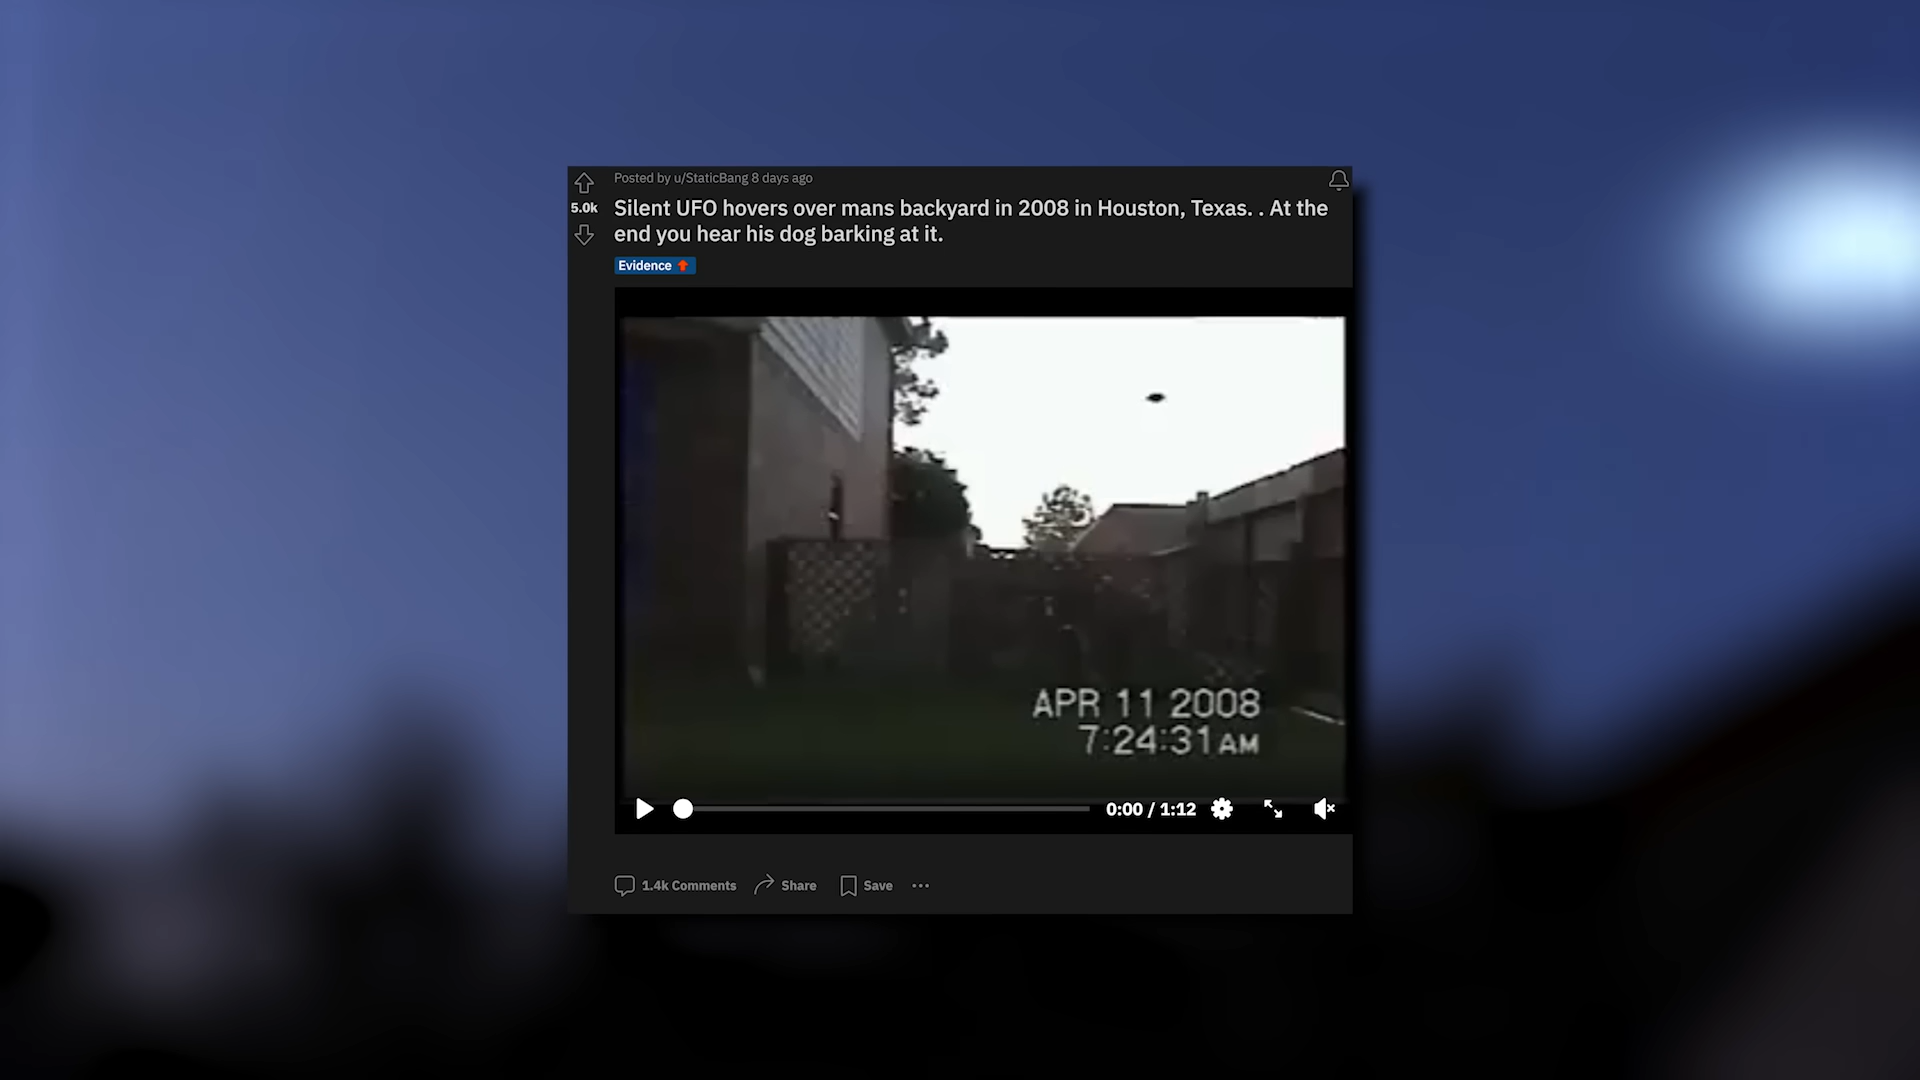 Posted by u/StaticBang 8 days ago
5.0k
Silent UFO hovers over mans backyard in 2008 in Houston, Texas. . At the
end you hear his dog barking at it.
Evidence
APR 11 2008
7:24:31AM
0:00 / 1:12
1.4k Comments
Share
Save